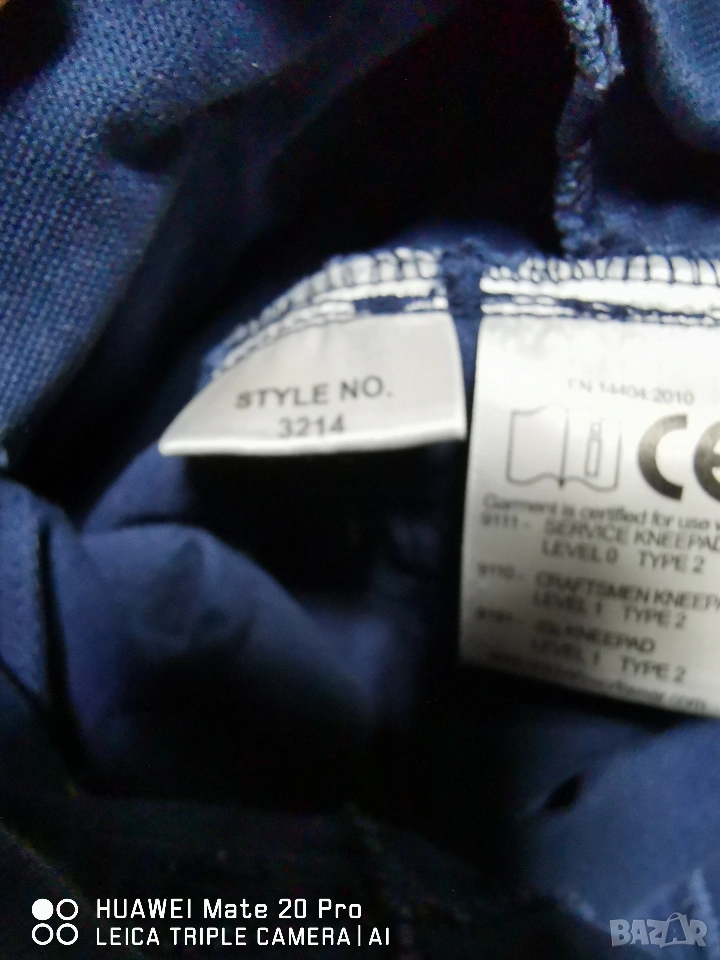 STYLE NO.
3214
EN 14404:2010
CE
Garment is certified for use
9111 - SERVICE KNEEPAD
LEVEL 0 TYPE 2
9110 - CRAFTSMEN
LEVEL 1 TYPE 2
KNEEPAD
LEVEL 1 TYPE 2
HUAWEI Mate 20 Pro
LEICA TRIPLE CAMERA | AI
BAZAR